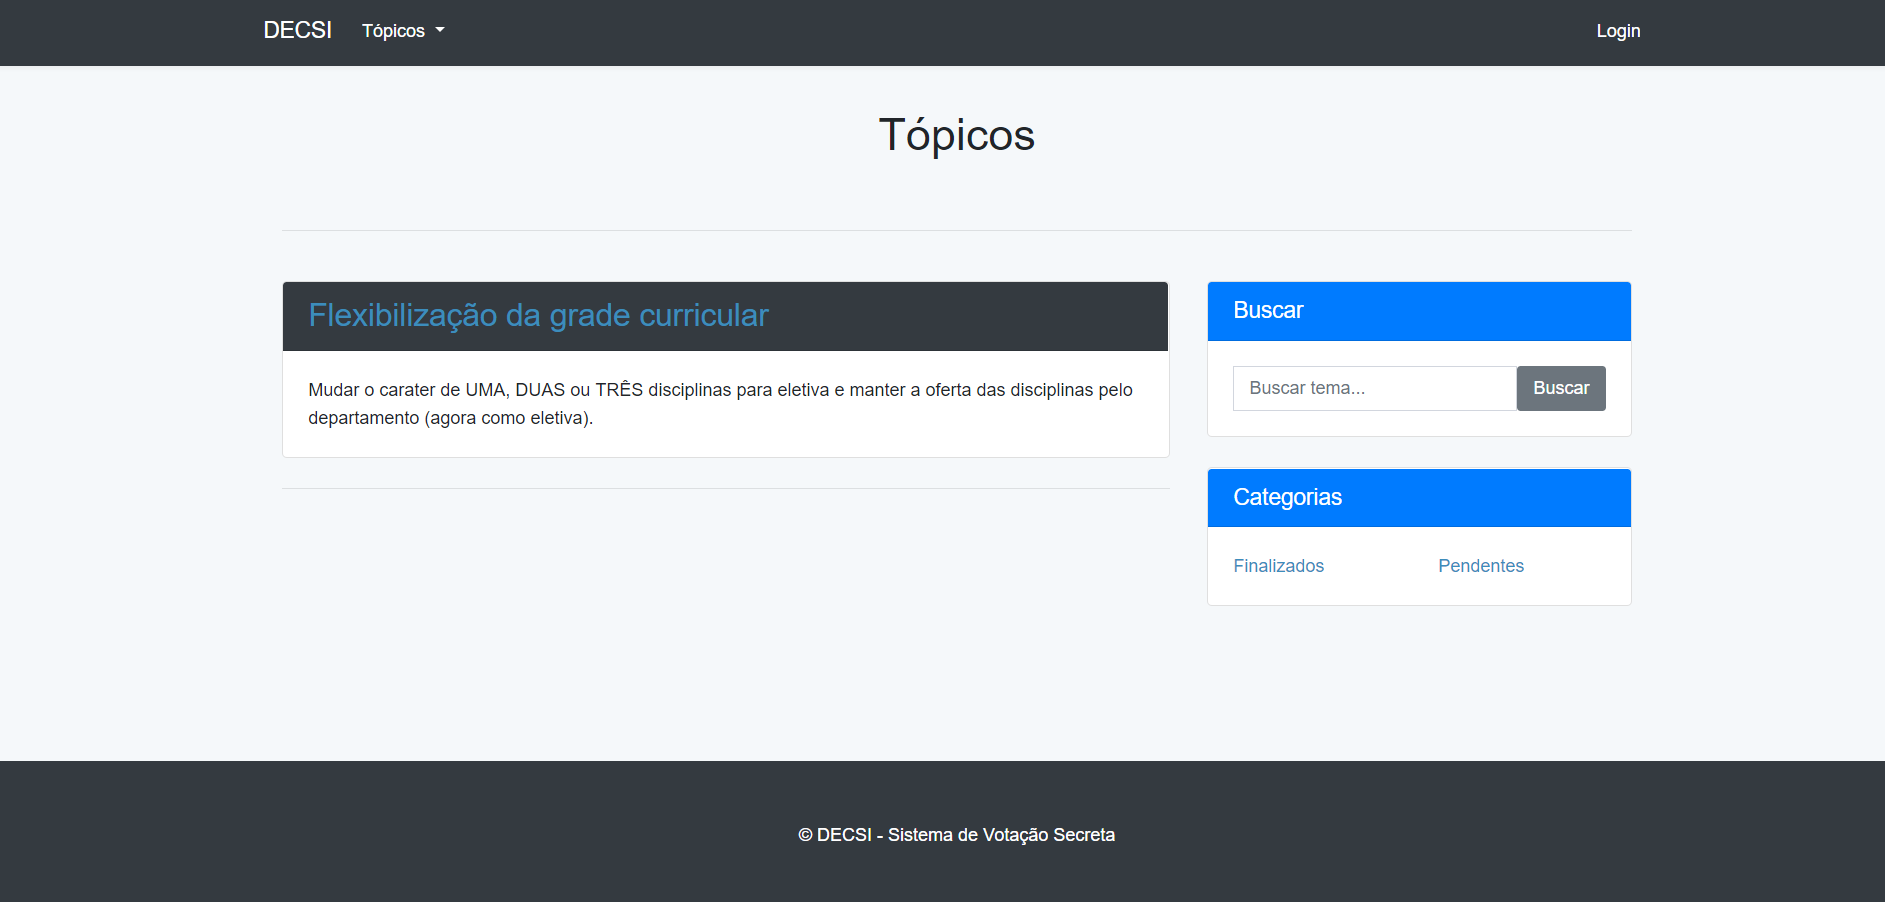 DECSI Tópicos Login
Tópicos
Flexibilização da grade curricular
Mudar o carater de UMA, DUAS ou TRÊS disciplinas para eletiva e manter a oferta das disciplinas pelo
departamento (agora como eletiva).
Buscar
Buscar tema... Buscar
Categorias
Finalizados Pendentes
© DECSI - Sistema de Votação Secreta